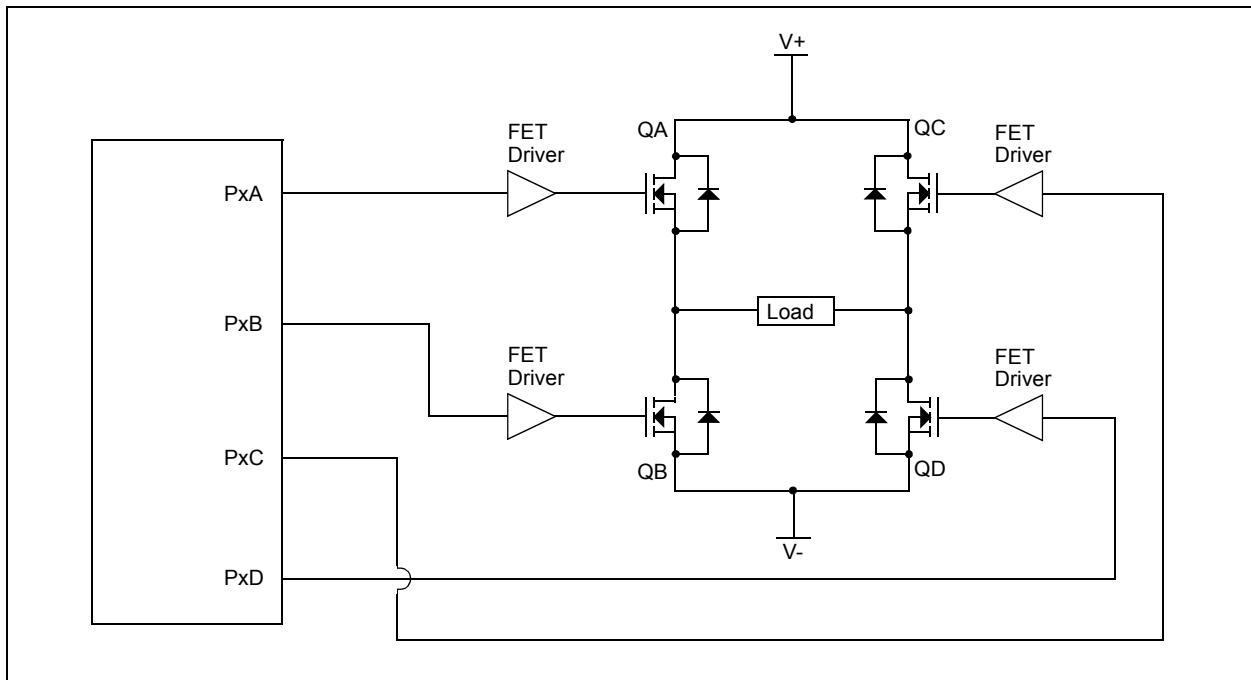 V+
FET
Driver
QA
QC
FET
Driver
PxA
Load
PxB
FET
Driver
FET
Driver
PxC
QB
QD
V-
PxD